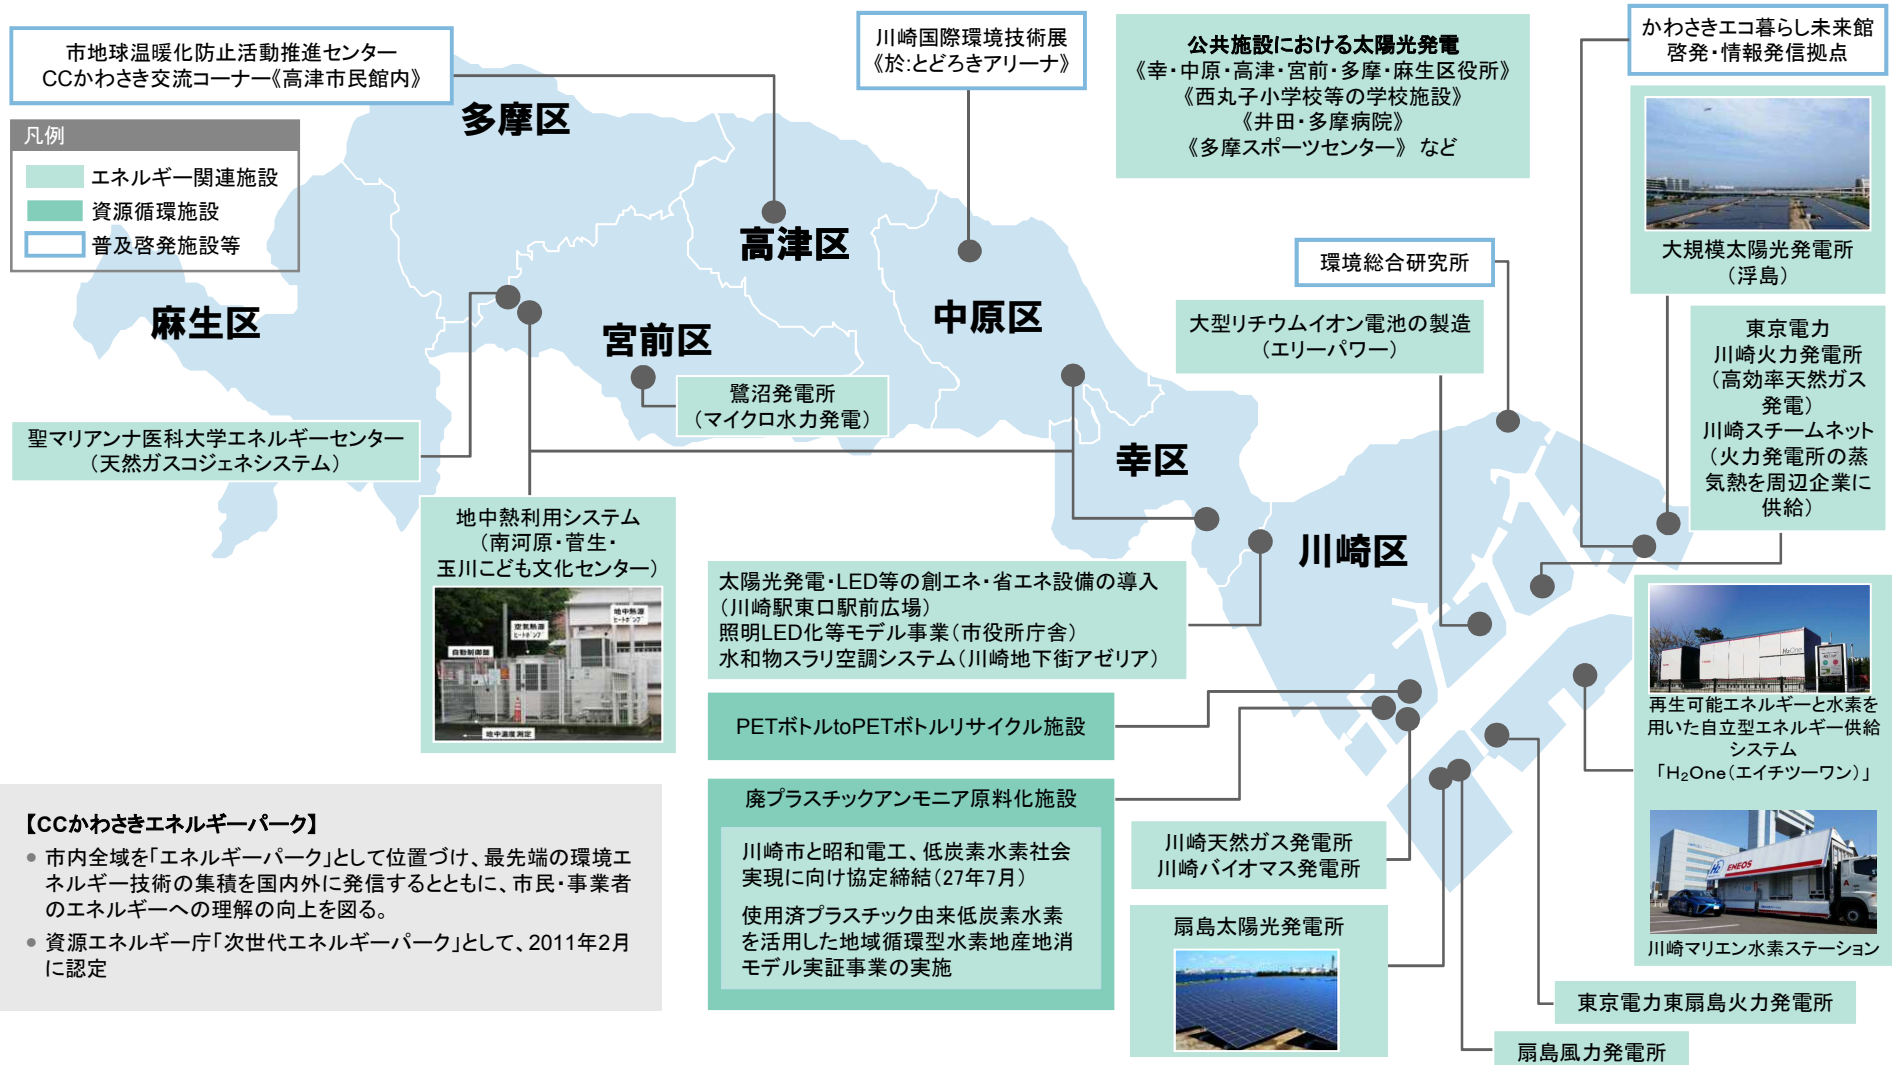 市地球温暖化防止活動推進センター
CCかわさき交流コーナー《高津市民館内》
川崎国際環境技術展
《於:とどろきアリーナ》
公共施設における太陽光発電
《幸・中原・高津・宮前・多摩・麻生区役所》
《西丸子小学校等の学校施設》
《井田・多摩病院》
《多摩スポーツセンター》 など
かわさきエコ暮らし未来館
啓発・情報発信拠点
凡例
エネルギー関連施設
資源循環施設
普及啓発施設等
多摩区
高津区
麻生区
宮前区
中原区
幸区
川崎区
大規模太陽光発電所
（浮島）
環境総合研究所
大型リチウムイオン電池の製造
（エリーパワー）
東京電力
川崎火力発電所
（高効率天然ガス
発電）
川崎スチームネット
（火力発電所の蒸
気熱を周辺企業に
供給）
鷺沼発電所
（マイクロ水力発電）
聖マリアンナ医科大学エネルギーセンター
（天然ガスコジェネシステム）
地中熱利用システム
（南河原・菅生・
玉川こども文化センター）
地中熱源
ヒートポンプ
空気熱源
ヒートポンプ
自動制御盤
地中温度測定
太陽光発電・LED等の創エネ・省エネ設備の導入
（川崎駅東口駅前広場）
照明LED化等モデル事業（市役所庁舎）
水和物スラリ空調システム（川崎地下街アゼリア）
PETボトルtoPETボトルリサイクル施設
廃プラスチックアンモニア原料化施設
川崎市と昭和電工、低炭素水素社会
実現に向け協定締結（27年7月）
使用済プラスチック由来低炭素水素
を活用した地域循環型水素地産地消
モデル実証事業の実施
川崎天然ガス発電所
川崎バイオマス発電所
扇島太陽光発電所
H₂One
再生可能エネルギーと水素を
用いた自立型エネルギー供給
システム
「H₂One（エイチツーワン）」
H₂ ENEOS
川崎マリエン水素ステーション
東京電力東扇島火力発電所
扇島風力発電所
【CCかわさきエネルギーパーク】
• 市内全域を「エネルギーパーク」として位置づけ、最先端の環境エ
ネルギー技術の集積を国内外に発信するとともに、市民・事業者
のエネルギーへの理解の向上を図る。
• 資源エネルギー庁「次世代エネルギーパーク」として、2011年2月
に認定